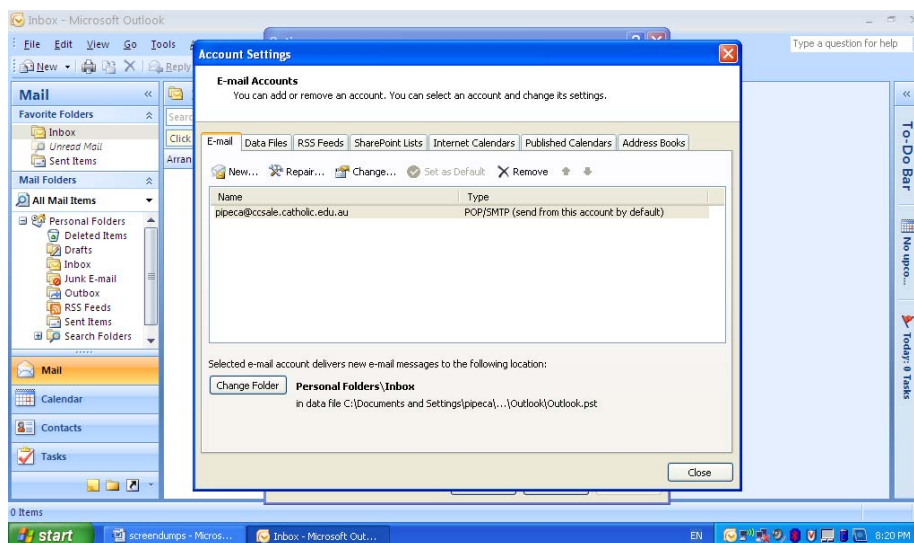 Inbox - Microsoft Outlook
File Edit View Go Tools
Type a question for help
New Reply
Account Settings
E-mail Accounts
You can add or remove an account. You can select an account and change its settings.
E-mail Data Files RSS Feeds SharePoint Lists Internet Calendars Published Calendars Address Books
New... Repair... Change... Set as Default Remove
Name Type
pipeca@ccsale.catholic.edu.au POP/SMTP (send from this account by default)
Selected e-mail account delivers new e-mail messages to the following location:
Change Folder Personal Folders\Inbox
in data file C:\Documents and Settings\pipeca\...\Outlook\Outlook.pst
Close
Mail
Favorite Folders
Inbox
Unread Mail
Sent Items
Mail Folders
All Mail Items
Personal Folders
Deleted Items
Drafts
Inbox
Junk E-mail
Outbox
RSS Feeds
Sent Items
Search Folders
Mail
Calendar
Contacts
Tasks
Click
To-Do Bar
No upco...
Today: 0 Tasks
0 Items
start screendumps - Micros... Inbox - Microsoft Out... EN 8:20 PM